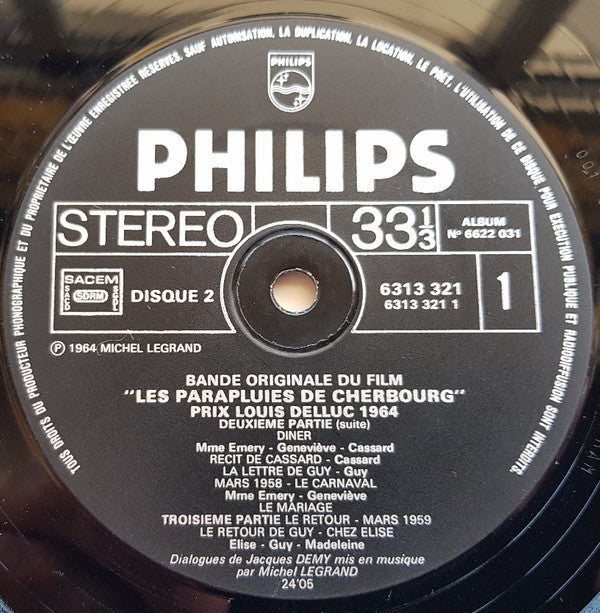 TOUS DROITS DU PRODUCTEUR PHONOGRAPHIQUE ET DU PROPRIETAIRE DE L'ŒUVRE ENREGISTREE RESERVES. SAUF AUTORISATION, LA DUPLICATION, LA LOCATION, LE PRET, L'UTILISATION DE CE DISQUE POUR EXECUTION PUBLIQUE ET RADIODIFFUSION SONT INTERDITS.
PHILIPS
PHILIPS
STEREO 33 1/3 ALBUM
N° 6622 031
SACEM
SACD SDRM SGDL
DISQUE 2
6313 321
6313 321 1
1
℗ 1964 MICHEL LEGRAND
BANDE ORIGINALE DU FILM
"LES PARAPLUIES DE CHERBOURG"
PRIX LOUIS DELLUC 1964
DEUXIEME PARTIE (suite)
DINER
Mme Emery - Geneviève - Cassard
RECIT DE CASSARD - Cassard
LA LETTRE DE GUY - Guy
MARS 1958 - LE CARNAVAL
Mme Emery - Geneviève
LE MARIAGE
TROISIEME PARTIE LE RETOUR - MARS 1959
LE RETOUR DE GUY - CHEZ ELISE
Elise - Guy - Madeleine
Dialogues de Jacques DEMY mis en musique
par Michel LEGRAND
24'05